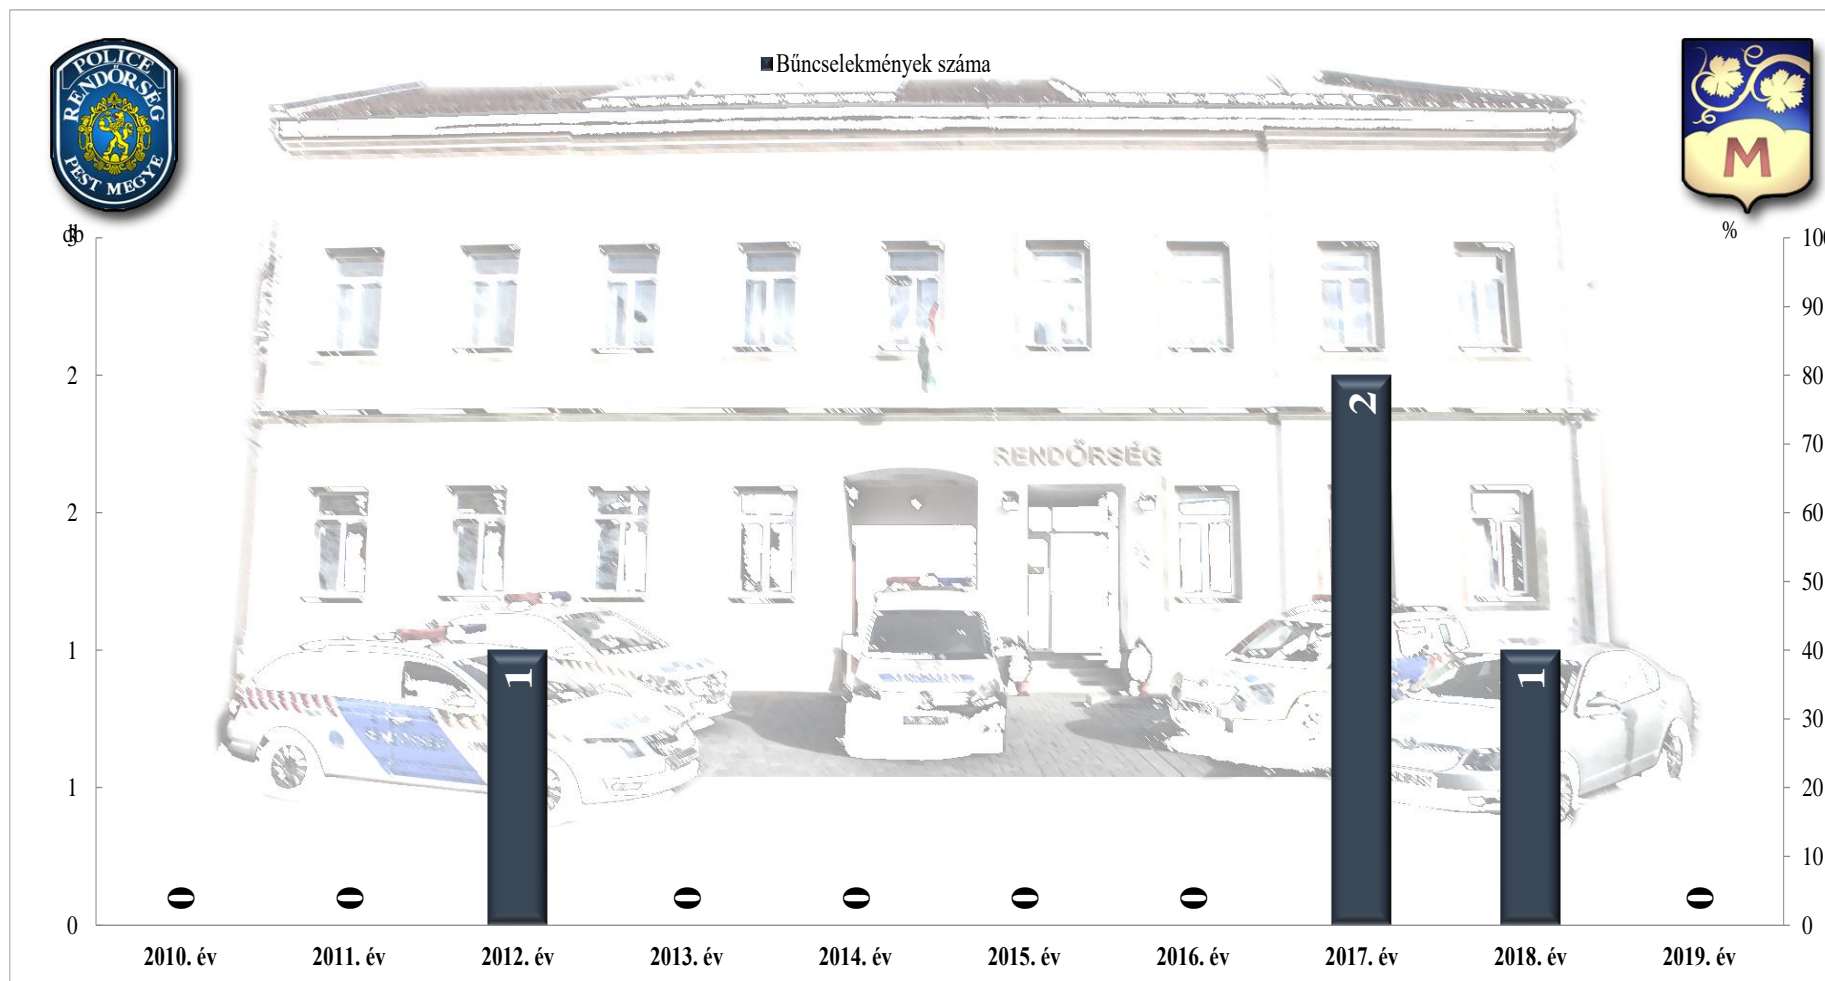 POLICE
RENDŐRSÉG
PEST MEGYE
Bűncselekmények száma
M
db
%
3
2
2
1
1
0
100
90
80
70
60
50
40
30
20
10
0
RENDŐRSÉG
0
0
1
0
0
0
0
2
1
0
2010. év
2011. év
2012. év
2013. év
2014. év
2015. év
2016. év
2017. év
2018. év
2019. év